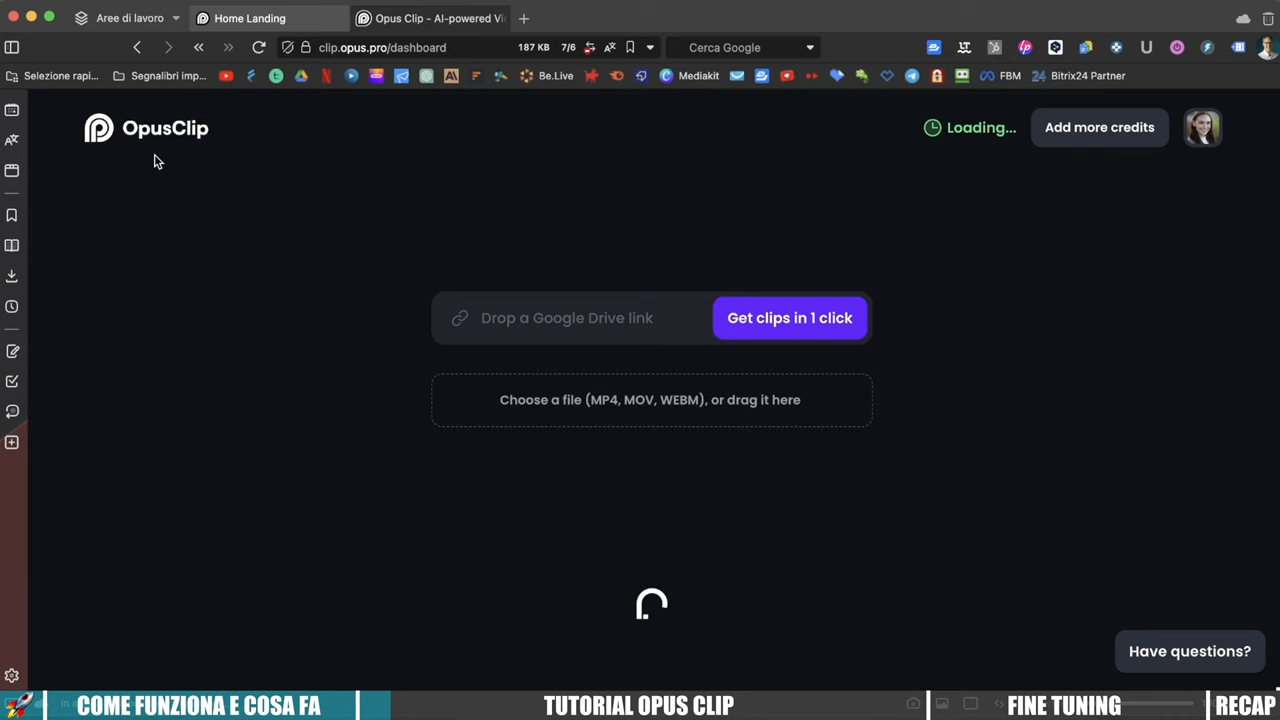 Aree di lavoro
Home Landing
Opus Clip - AI-powered Vi
clip.opus.pro/dashboard
187 KB
7/6
Cerca Google
Selezione rapi...
Segnalibri imp...
Be.Live
Mediakit
FBM
24 Bitrix24 Partner
OpusClip
Loading...
Add more credits
Drop a Google Drive link
Get clips in 1 click
Choose a file (MP4, MOV, WEBM), or drag it here
Have questions?
COME FUNZIONA E COSA FA
TUTORIAL OPUS CLIP
FINE TUNING
RECAP